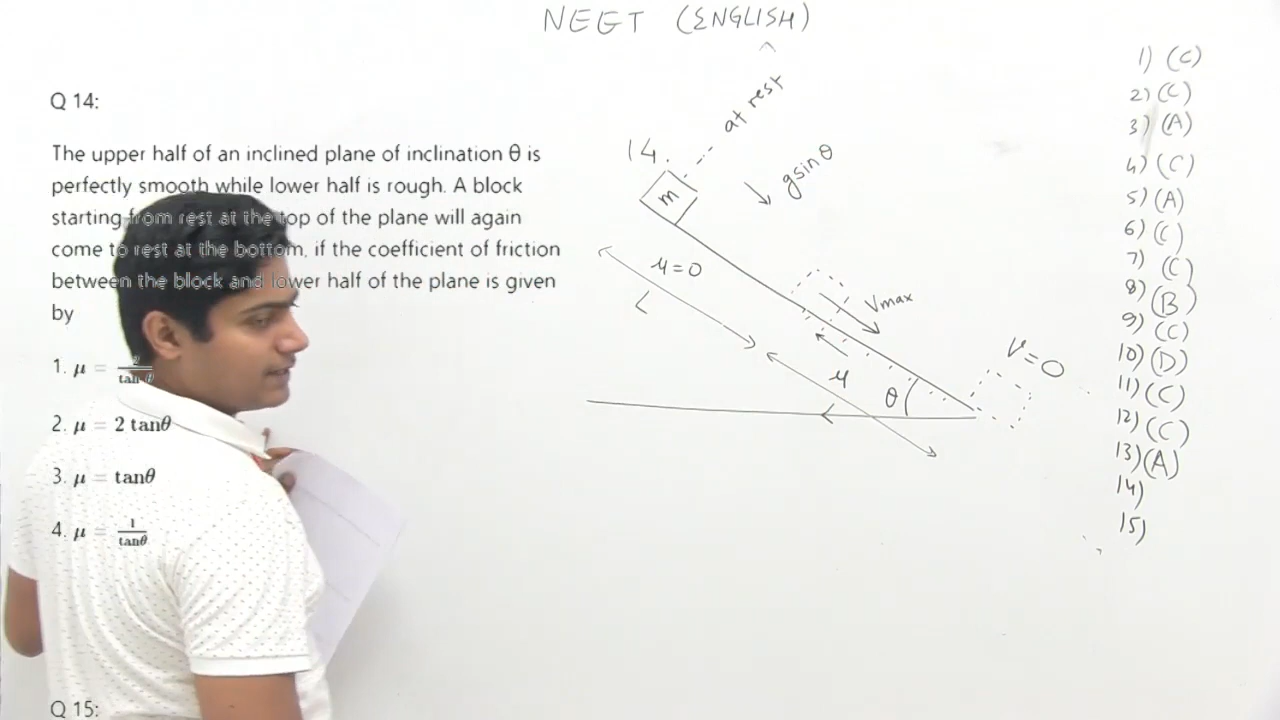 NEET (ENGLISH)
Q 14:
The upper half of an inclined plane of inclination θ is
perfectly smooth while lower half is rough. A block
starting from rest at the top of the plane will again
come to rest at the bottom, if the coefficient of friction
between the block and lower half of the plane is given
by
1. μ = 2/tanθ
2. μ = 2 tanθ
3. μ = tanθ
4. μ = 1/tanθ
Q 15:
14.
at rest
m
g sin θ
μ=0
L
Vmax
μ
θ
V=0
1) (C)
2) (C)
3) (A)
4) (C)
5) (A)
6) (C)
7) (C)
8) (B)
9) (C)
10) (D)
11) (C)
12) (C)
13) (A)
14)
15)